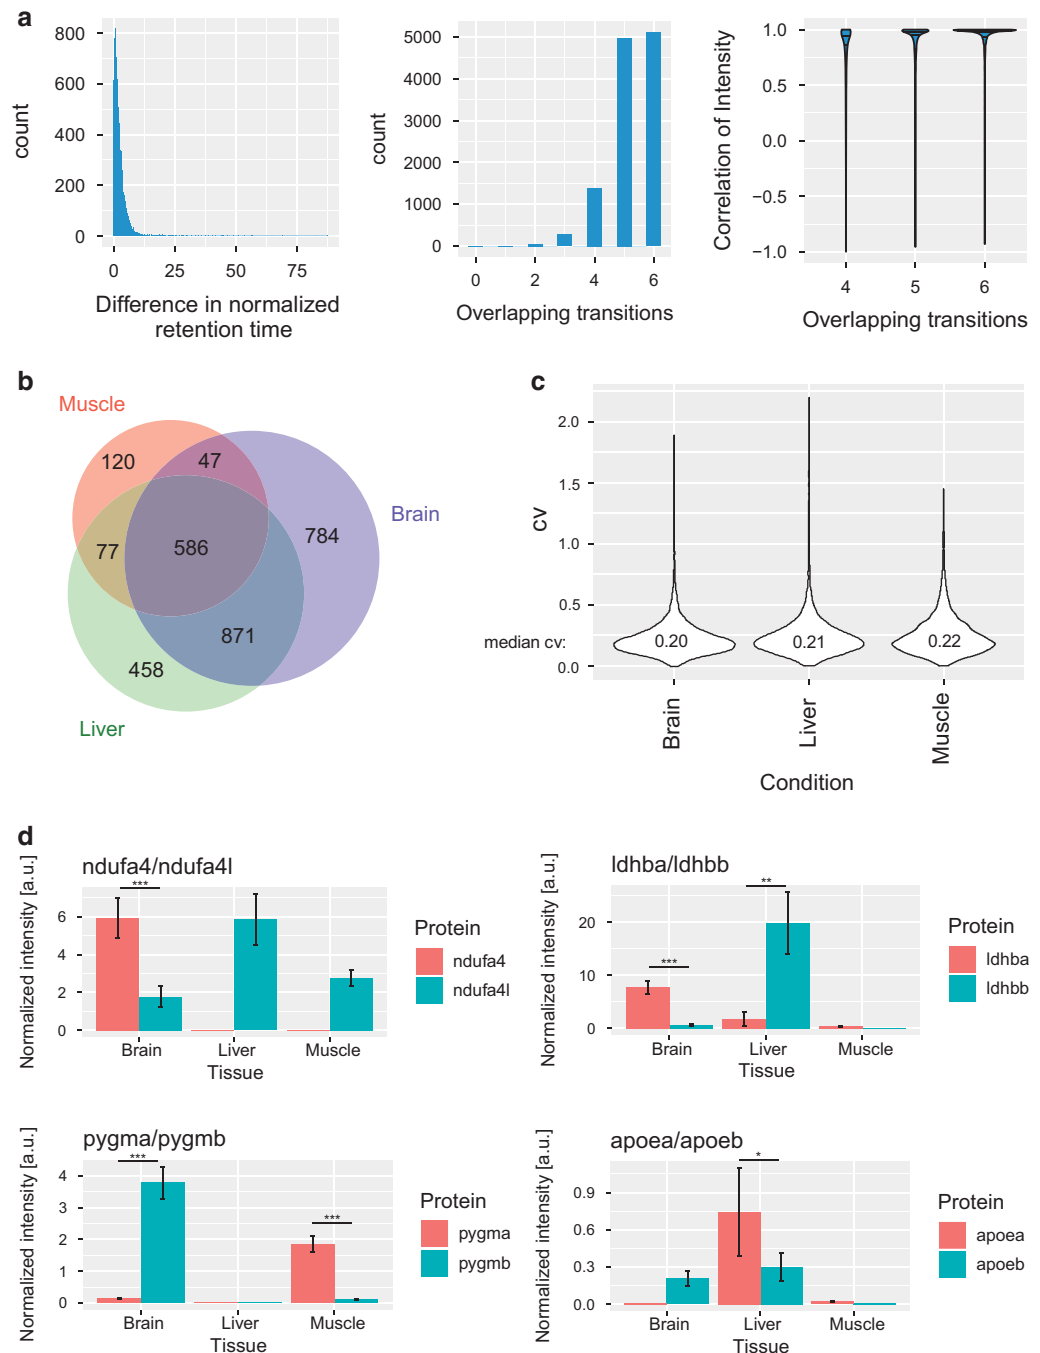 a
count
800
600
400
200
0
0 25 50 75
Difference in normalized
retention time
count
5000
4000
3000
2000
1000
0
0 2 4 6
Overlapping transitions
Correlation of Intensity
1.0
0.5
0.0
−0.5
−1.0
4 5 6
Overlapping transitions
b
Muscle
120
47
Brain
784
77
586
871
458
Liver
c
cv
2.0
1.5
1.0
0.5
0.0
median cv:
0.20 0.21 0.22
Brain Liver Muscle
Condition
d
ndufa4/ndufa4l
Normalized intensity [a.u.]
6
4
2
0
***
Brain Liver Muscle
Tissue
Protein
ndufa4
ndufa4l
ldhba/ldhbb
Normalized intensity [a.u.]
20
10
0
***
**
Brain Liver Muscle
Tissue
Protein
ldhba
ldhbb
pygma/pygmb
Normalized intensity [a.u.]
4
3
2
1
0
***
***
Brain Liver Muscle
Tissue
Protein
pygma
pygmb
apoea/apoeb
Normalized intensity [a.u.]
0.9
0.6
0.3
0.0
*
Brain Liver Muscle
Tissue
Protein
apoea
apoeb